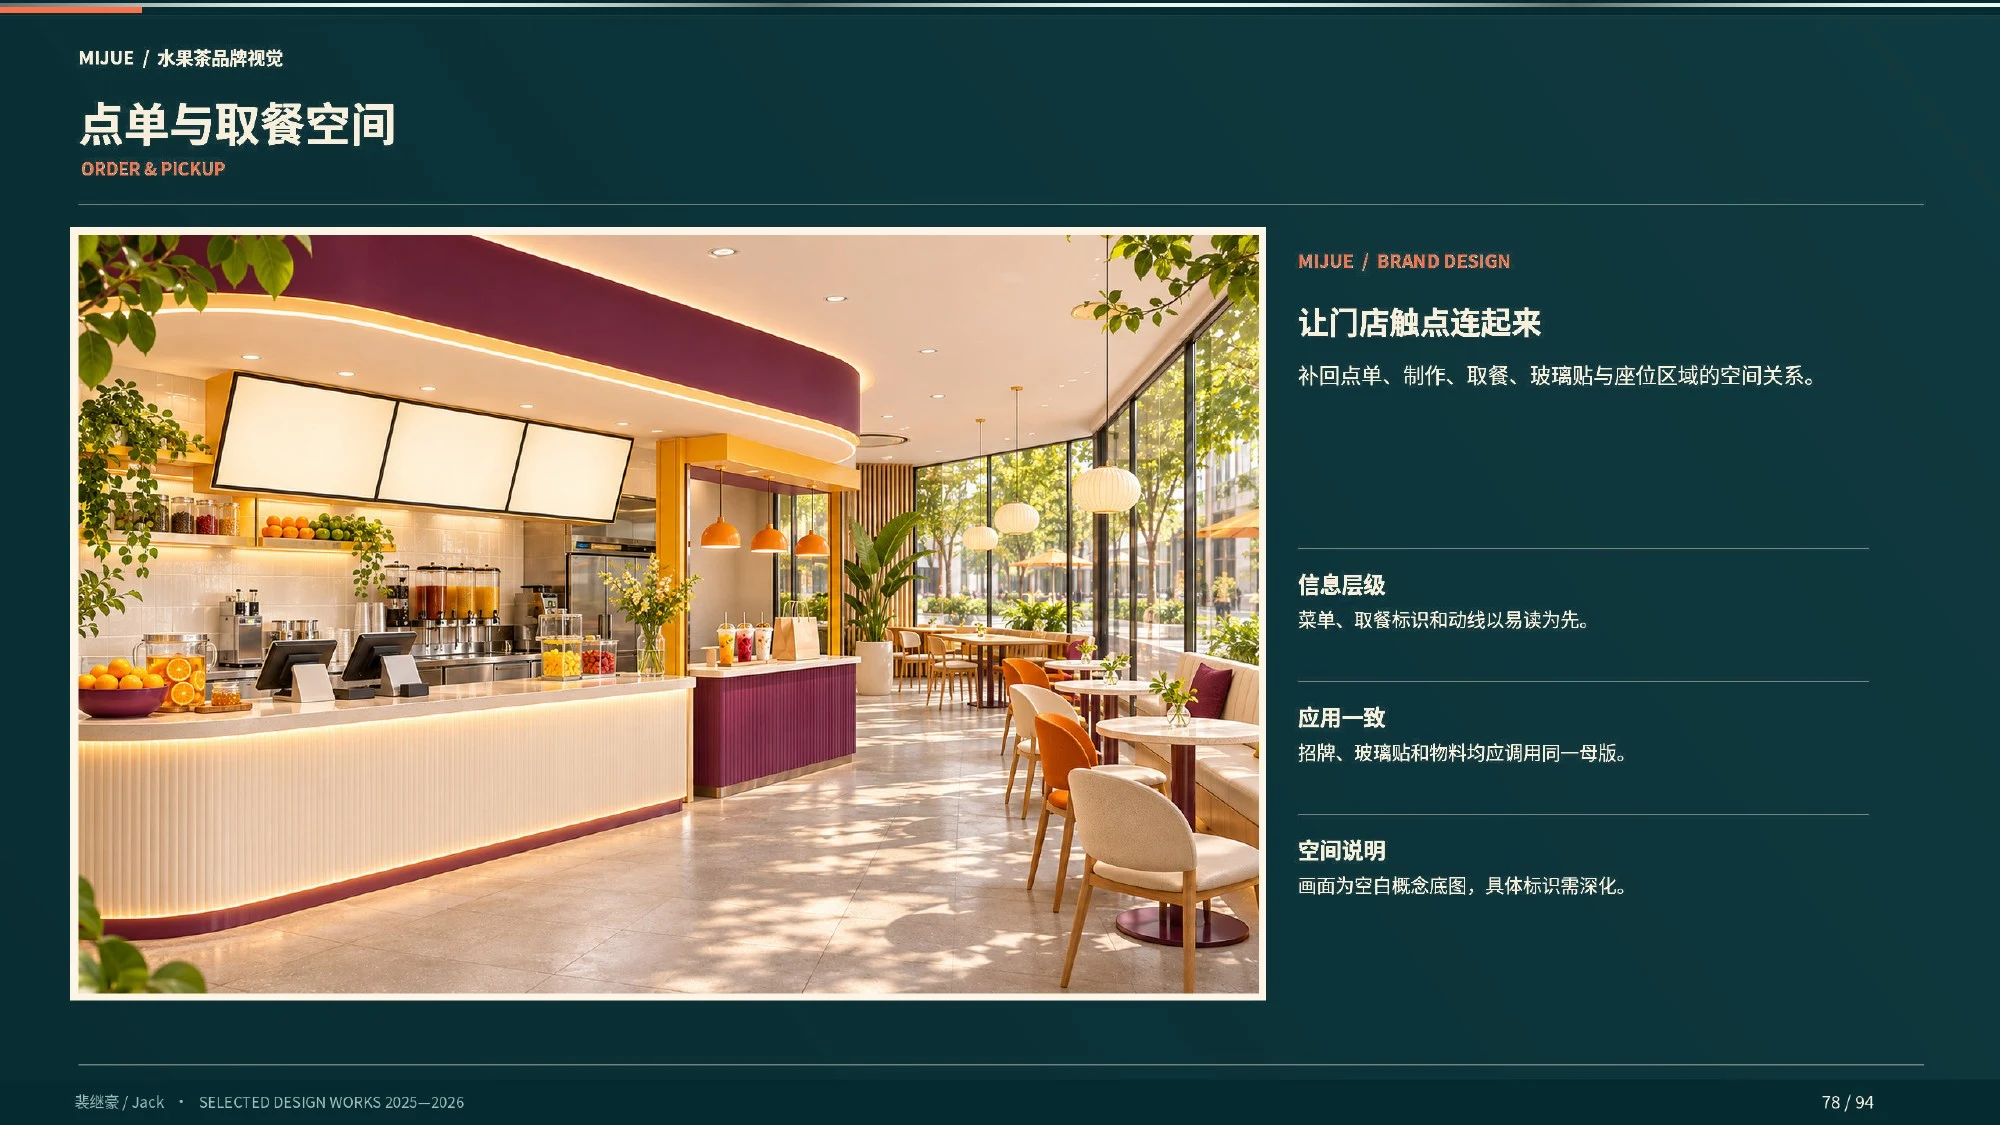 MIJUE / 水果茶品牌视觉
点单与取餐空间
ORDER & PICKUP
MIJUE / BRAND DESIGN
让门店触点连起来
补回点单、制作、取餐、玻璃贴与座位区域的空间关系。
信息层级
菜单、取餐标识和动线以易读为先。
应用一致
招牌、玻璃贴和物料均应调用同一母版。
空间说明
画面为空白概念底图，具体标识需深化。
裴继豪 / Jack · SELECTED DESIGN WORKS 2025—2026
78 / 94